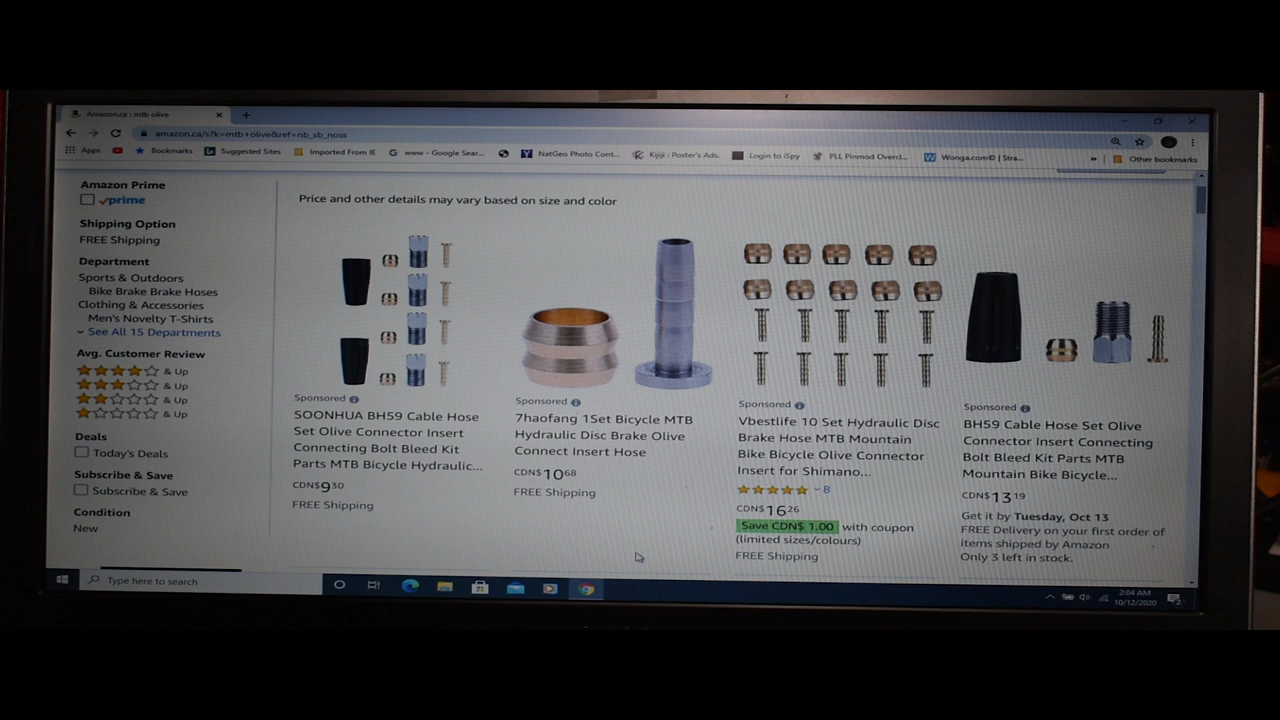 Amazon.ca : mtb olive
amazon.ca/s?k=mtb+olive&ref=nb_sb_noss
Apps
Bookmarks
Suggested Sites
Imported From IE
www - Google Sear...
NatGeo Photo Cont...
Kijiji : Poster's Ads.
Login to iSpy
PLL Pinmod Overcl...
Wonga.com© | Stra...
»
Other bookmarks
Amazon Prime
prime
Shipping Option
FREE Shipping
Department
Sports & Outdoors
Bike Brake Brake Hoses
Clothing & Accessories
Men's Novelty T-Shirts
See All 15 Departments
Avg. Customer Review
& Up
& Up
& Up
& Up
Deals
Today's Deals
Subscribe & Save
Subscribe & Save
Condition
New
Price and other details may vary based on size and color
Sponsored
SOONHUA BH59 Cable Hose
Set Olive Connector Insert
Connecting Bolt Bleed Kit
Parts MTB Bicycle Hydraulic...
CDN$ 9 30
FREE Shipping
Sponsored
7haofang 1Set Bicycle MTB
Hydraulic Disc Brake Olive
Connect Insert Hose
CDN$ 10 68
FREE Shipping
Sponsored
Vbestlife 10 Set Hydraulic Disc
Brake Hose MTB Mountain
Bike Bicycle Olive Connector
Insert for Shimano...
8
CDN$ 16 26
Save CDN$ 1.00 with coupon
(limited sizes/colours)
FREE Shipping
Sponsored
BH59 Cable Hose Set Olive
Connector Insert Connecting
Bolt Bleed Kit Parts MTB
Mountain Bike Bicycle...
CDN$ 13 19
Get it by Tuesday, Oct 13
FREE Delivery on your first order of
items shipped by Amazon
Only 3 left in stock.
Type here to search
2:04 AM
10/12/2020
2